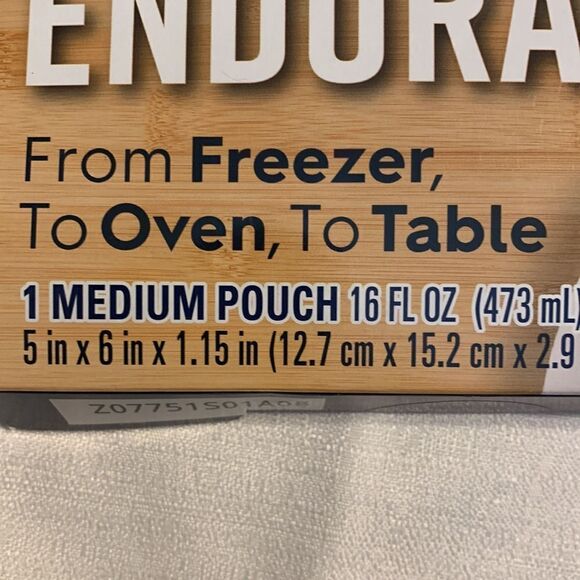 ENDURA
From Freezer,
To Oven, To Table
1 MEDIUM POUCH 16 FL OZ (473 mL)
5 in x 6 in x 1.15 in (12.7 cm x 15.2 cm x 2.9
Z07751S01A08